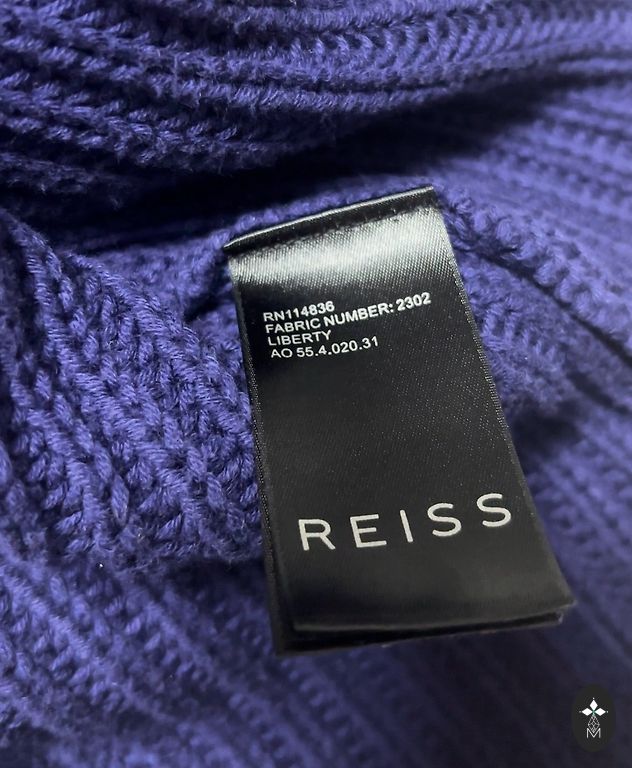 RN114836
FABRIC NUMBER: 2302
LIBERTY
AO 55.4.020.31
REISS
M